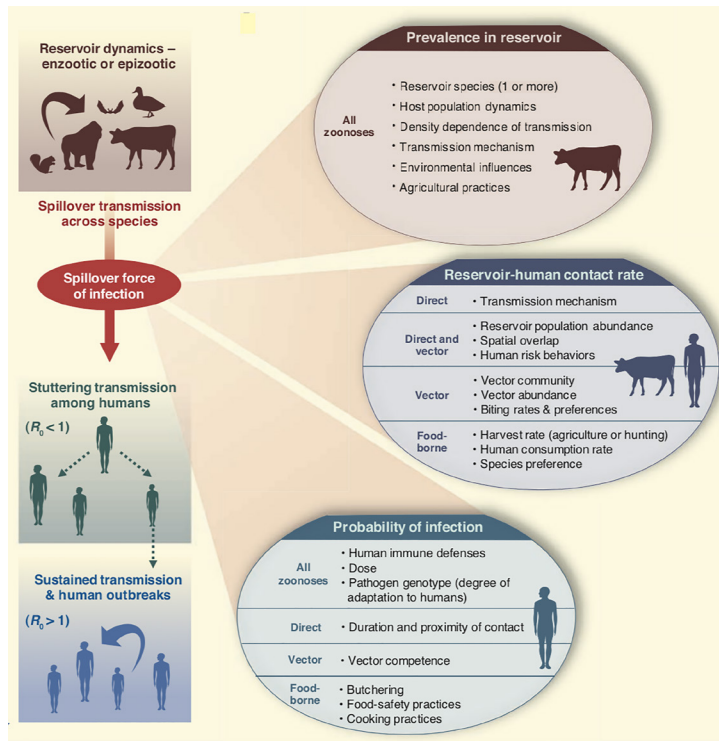 Reservoir dynamics –
enzootic or epizootic
Spillover transmission
across species
Spillover force
of infection
Stuttering transmission
among humans
(R0 < 1)
Sustained transmission
& human outbreaks
(R0 > 1)
Prevalence in reservoir
All
zoonoses
• Reservoir species (1 or more)
• Host population dynamics
• Density dependence of transmission
• Transmission mechanism
• Environmental influences
• Agricultural practices
Reservoir-human contact rate
Direct
• Transmission mechanism
Direct and
vector
• Reservoir population abundance
• Spatial overlap
• Human risk behaviors
Vector
• Vector community
• Vector abundance
• Biting rates & preferences
Food-
borne
• Harvest rate (agriculture or hunting)
• Human consumption rate
• Species preference
Probability of infection
All
zoonoses
• Human immune defenses
• Dose
• Pathogen genotype (degree of
adaptation to humans)
Direct
• Duration and proximity of contact
Vector
• Vector competence
Food-
borne
• Butchering
• Food-safety practices
• Cooking practices